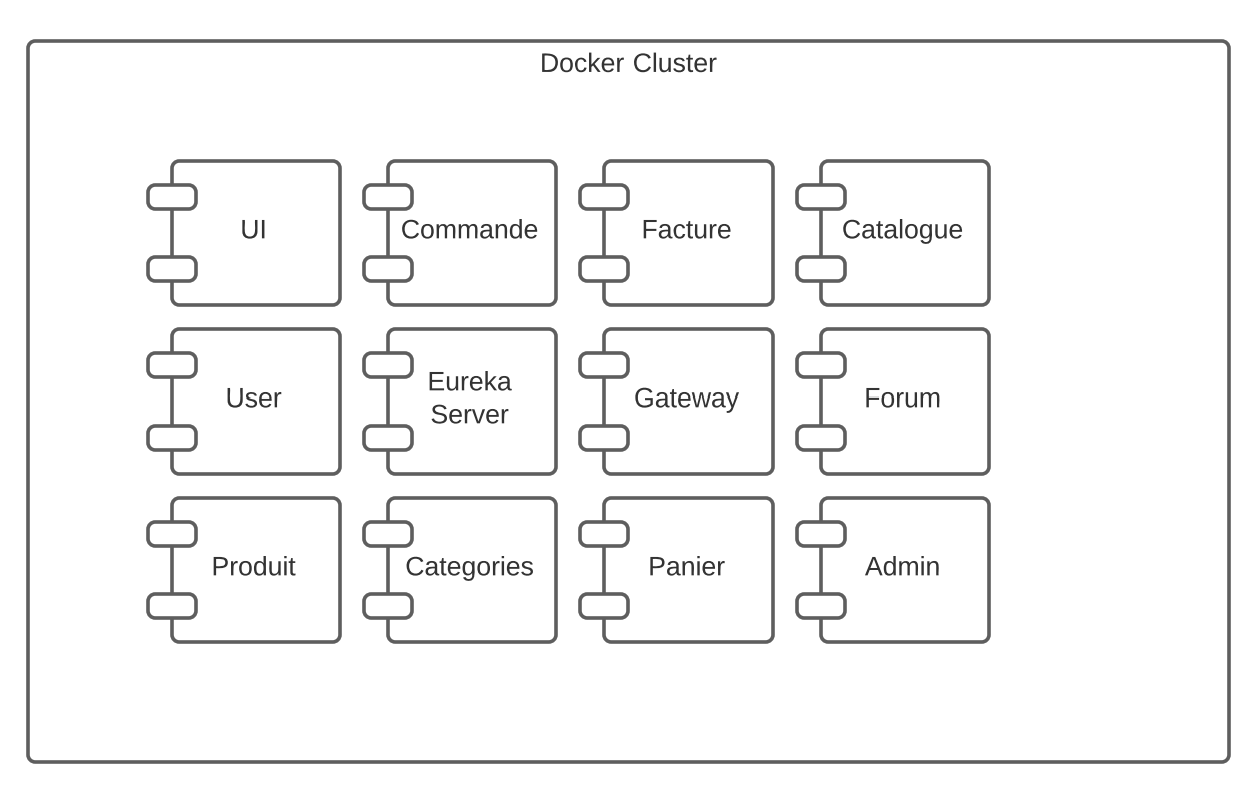 Docker Cluster
UI
Commande
Facture
Catalogue
User
Eureka
Server
Gateway
Forum
Produit
Categories
Panier
Admin